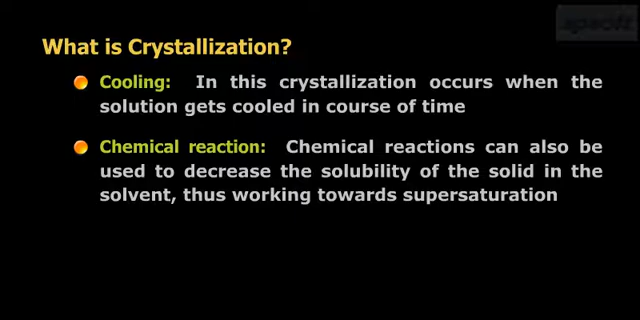 What is Crystallization?
Cooling: In this crystallization occurs when the
solution gets cooled in course of time
Chemical reaction: Chemical reactions can also be
used to decrease the solubility of the solid in the
solvent, thus working towards supersaturation